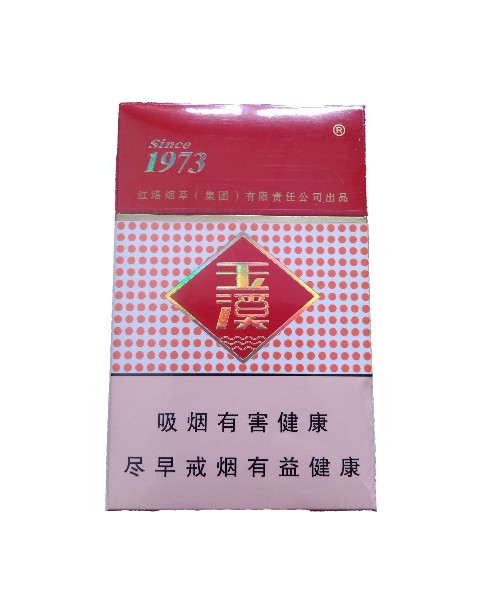 Since
1973
®
红塔烟草（集团）有限责任公司出品
玉
溪
吸烟有害健康
尽早戒烟有益健康